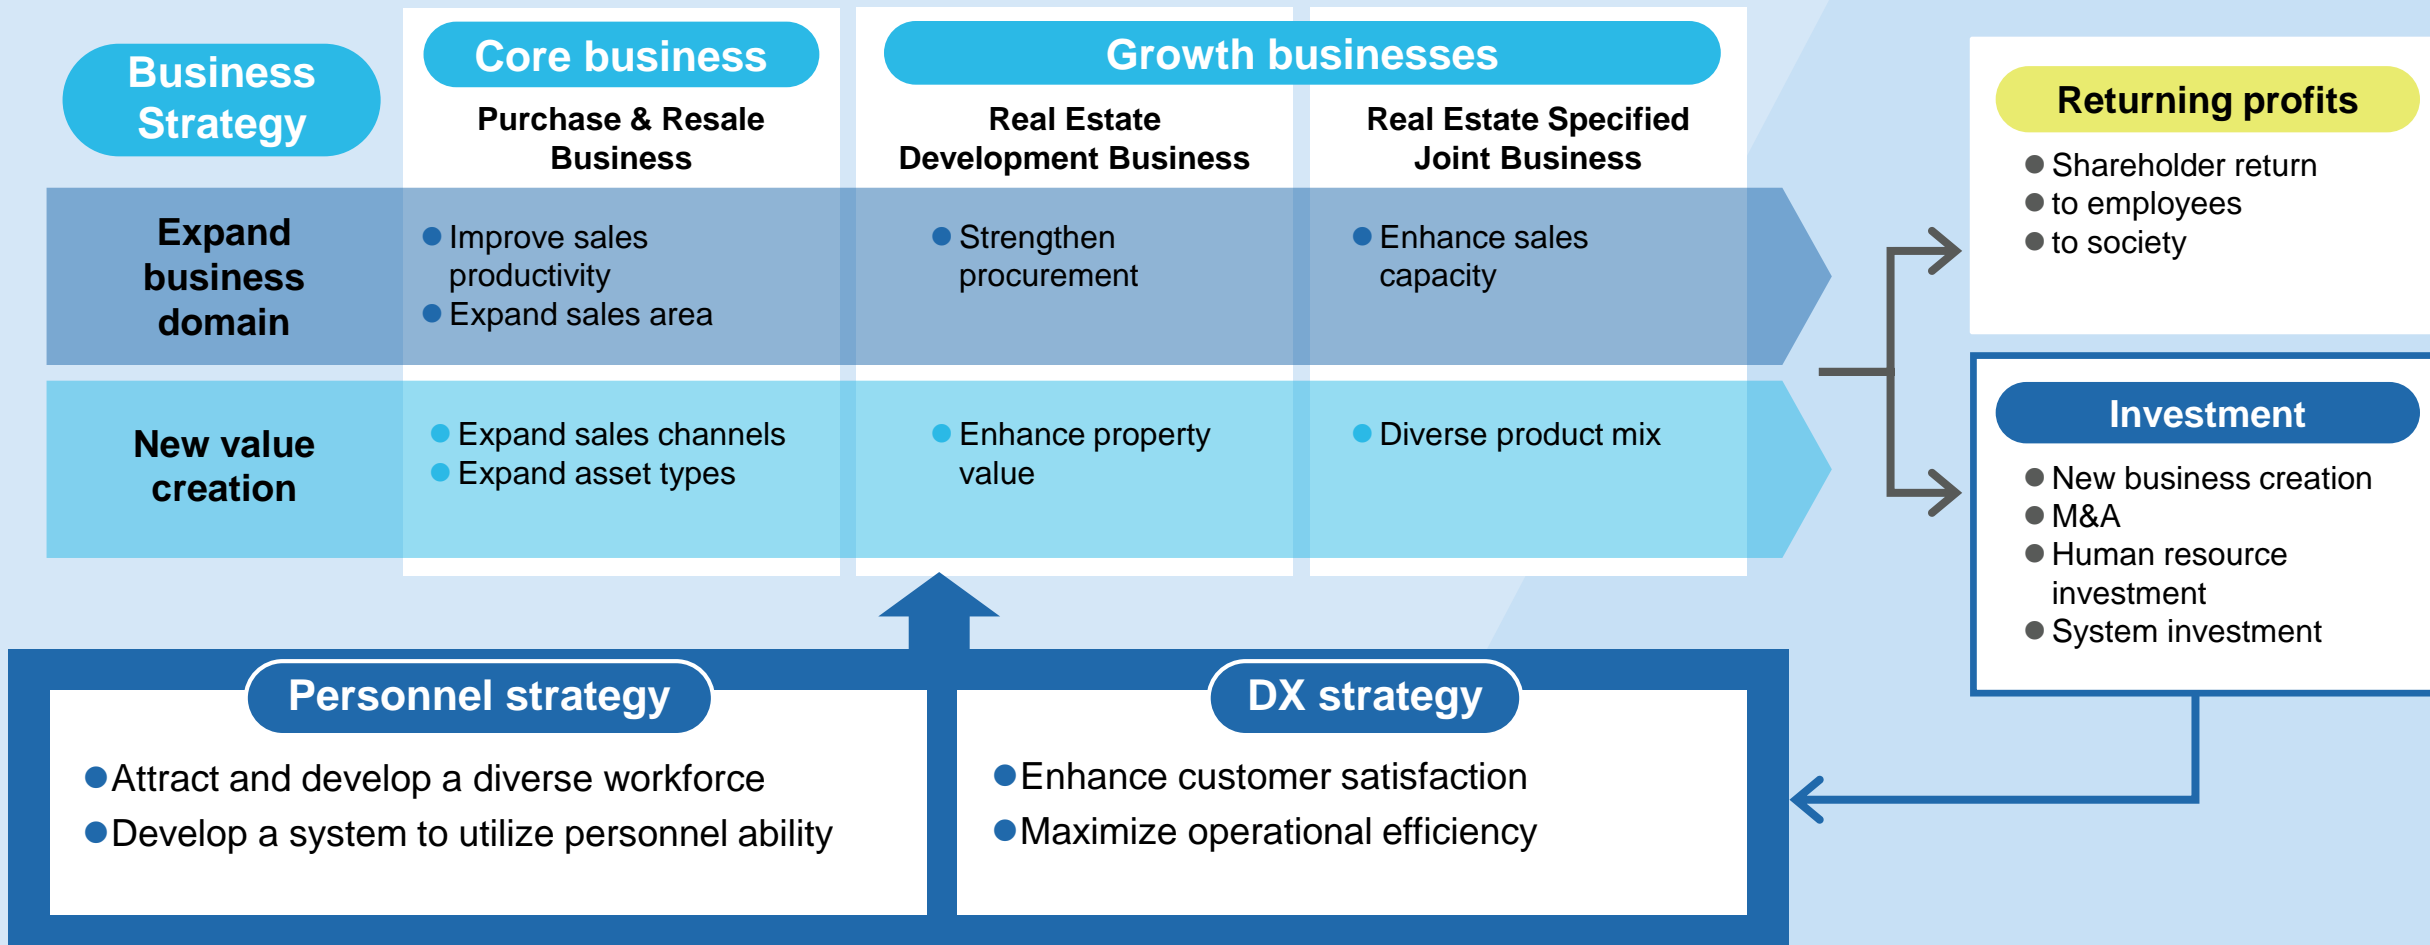 Business
Strategy
Core business
Growth businesses
Purchase & Resale
Business
Real Estate
Development Business
Real Estate Specified
Joint Business
Expand
business
domain
● Improve sales
productivity
● Expand sales area
● Strengthen
procurement
● Enhance sales
capacity
New value
creation
● Expand sales channels
● Expand asset types
● Enhance property
value
● Diverse product mix
Returning profits
● Shareholder return
● to employees
● to society
Investment
● New business creation
● M&A
● Human resource
investment
● System investment
Personnel strategy
● Attract and develop a diverse workforce
● Develop a system to utilize personnel ability
DX strategy
● Enhance customer satisfaction
● Maximize operational efficiency